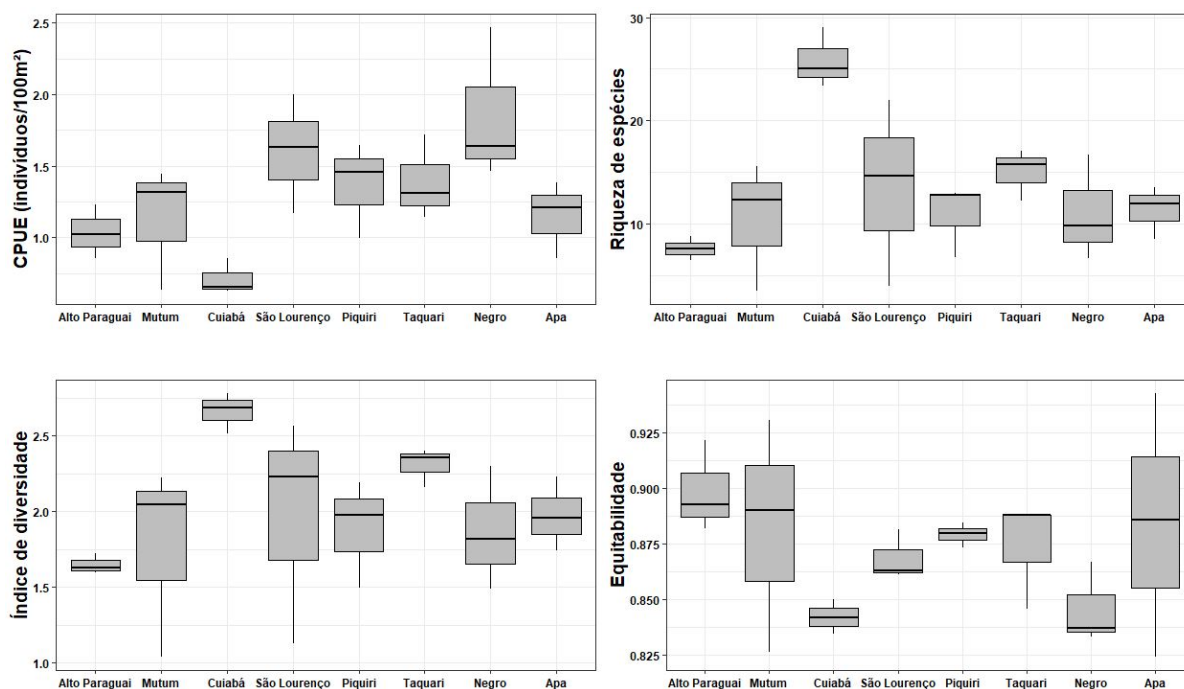 CPUE (indivíduos/100m²)
2.5
2.0
1.5
1.0
Alto Paraguai Mutum Cuiabá São Lourenço Piquiri Taquari Negro Apa
Riqueza de espécies
30
20
10
Alto Paraguai Mutum Cuiabá São Lourenço Piquiri Taquari Negro Apa
Índice de diversidade
2.5
2.0
1.5
1.0
Alto Paraguai Mutum Cuiabá São Lourenço Piquiri Taquari Negro Apa
Equitabilidade
0.925
0.900
0.875
0.850
0.825
Alto Paraguai Mutum Cuiabá São Lourenço Piquiri Taquari Negro Apa